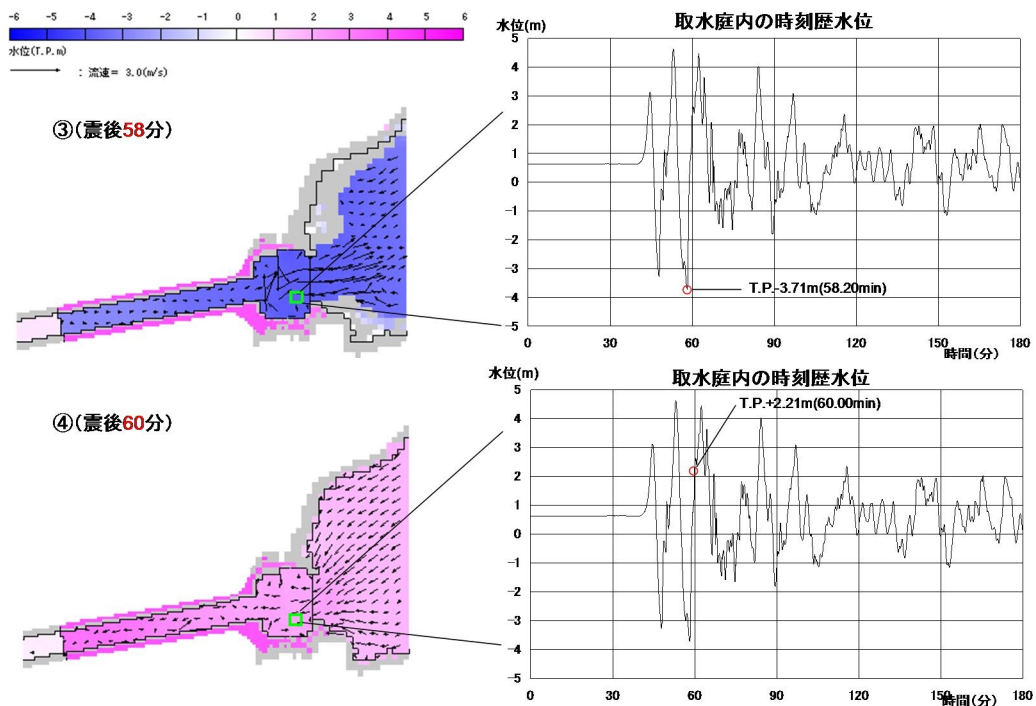 -6 -5 -4 -3 -2 -1 0 1 2 3 4 5 6
水位(T.P.m)
: 流速= 3.0(m/s)
③(震後58分)
水位(m)
取水庭内の時刻歴水位
5
4
3
2
1
0
-1
-2
-3
-4
-5
T.P.-3.71m(58.20min)
0 30 60 90 120 150 180
時間(分)
④(震後60分)
水位(m)
取水庭内の時刻歴水位
T.P.+2.21m(60.00min)
5
4
3
2
1
0
-1
-2
-3
-4
-5
0 30 60 90 120 150 180
時間(分)